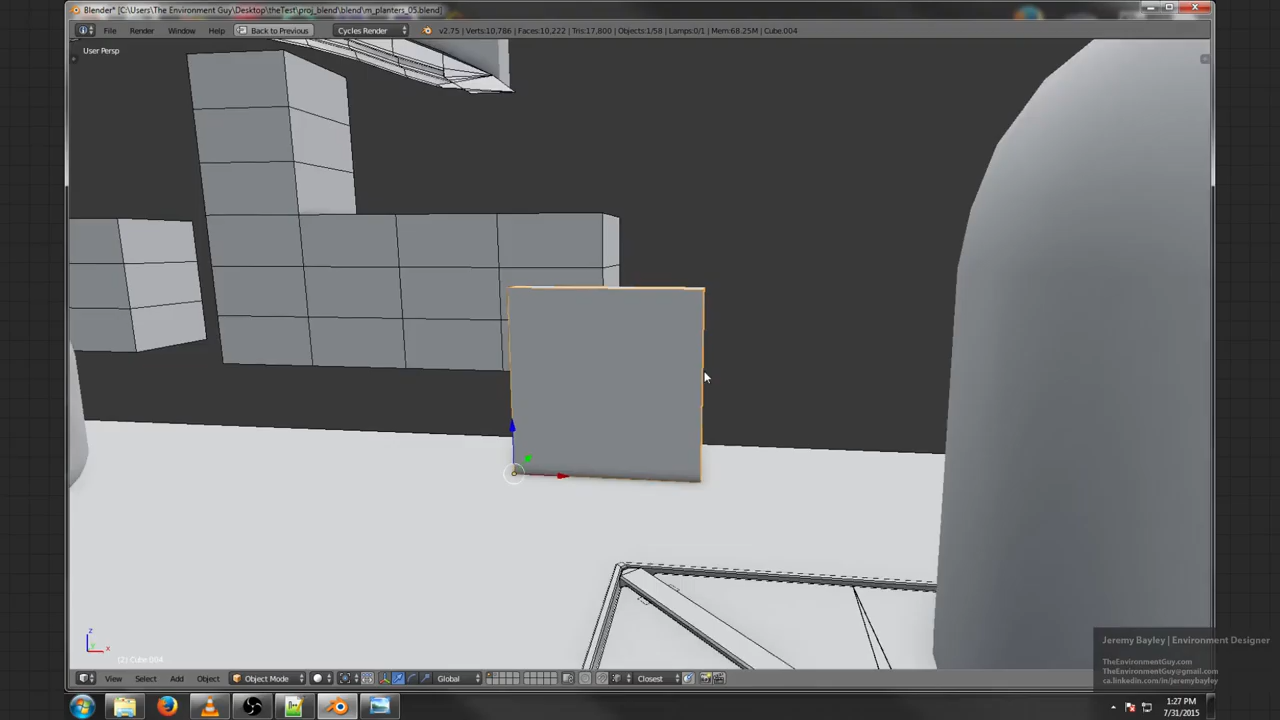 Blender* [C:\Users\The Environment Guy\Desktop\theTest\proj_blend\blend\m_planters_05.blend]
File Render Window Help Back to Previous Cycles Render v2.75 | Verts:10,786 | Faces:10,222 | Tris:17,800 | Objects:1/58 | Lamps:0/1 | Mem:68.25M | Cube.004
User Persp
Jeremy Bayley | Environment Designer
z
y x
(2) Cube.004
TheEnvironmentGuy.com
TheEnvironmentGuy@gmail.com
ca.linkedin.com/in/jeremybayley
View Select Add Object Object Mode Global Closest
1:27 PM
7/31/2015